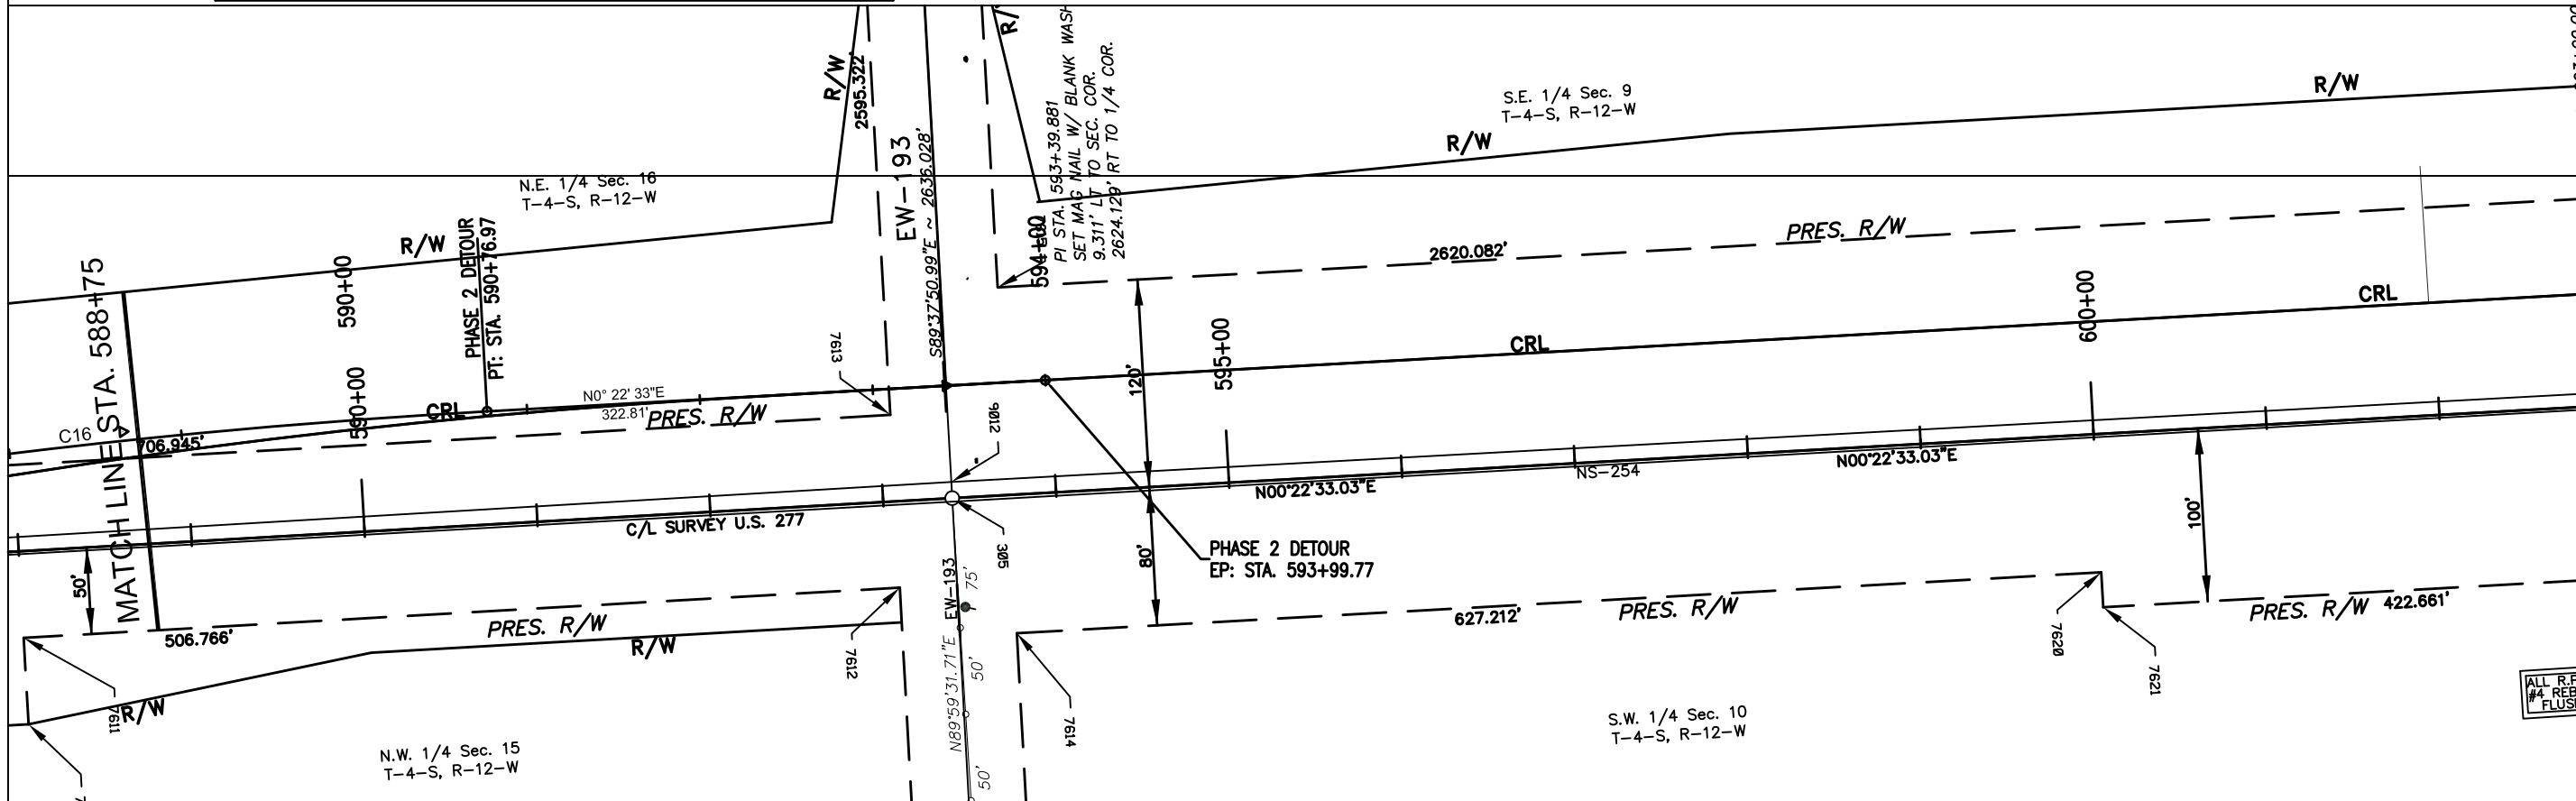 R/W
R/W
2595.322'
EW-193
S89°37'50.99"E ~ 2636.028'
PI STA. 593+39.881
SET MAG NAIL W/ BLANK WASH
9.311' LT TO SEC. COR.
2624.129' RT TO 1/4 COR.
S.E. 1/4 Sec. 9
T-4-S, R-12-W
R/W
R/W
N.E. 1/4 Sec. 16
T-4-S, R-12-W
R/W
PHASE 2 DETOUR
PT: STA. 590+76.97
594+00
PRES. R/W
2620.082'
MATCH LINE STA. 588+75
590+00
590+00
595+00
600+00
CRL
CRL
CRL
7613
N0° 22' 33"E
322.81'
PRES. R/W
C16
706.945'
120'
9012
NS-254
N00°22'33.03"E
N00°22'33.03"E
C/L SURVEY U.S. 277
305
100'
50'
80'
PHASE 2 DETOUR
EP: STA. 593+99.77
EW-193
75'
50'
50'
N89°59'31.71"E
506.766'
PRES. R/W
R/W
7612
627.212'
PRES. R/W
7620
PRES. R/W
422.661'
7621
7611
R/W
7614
S.W. 1/4 Sec. 10
T-4-S, R-12-W
N.W. 1/4 Sec. 15
T-4-S, R-12-W
ALL R.P
#4 REB
FLUS